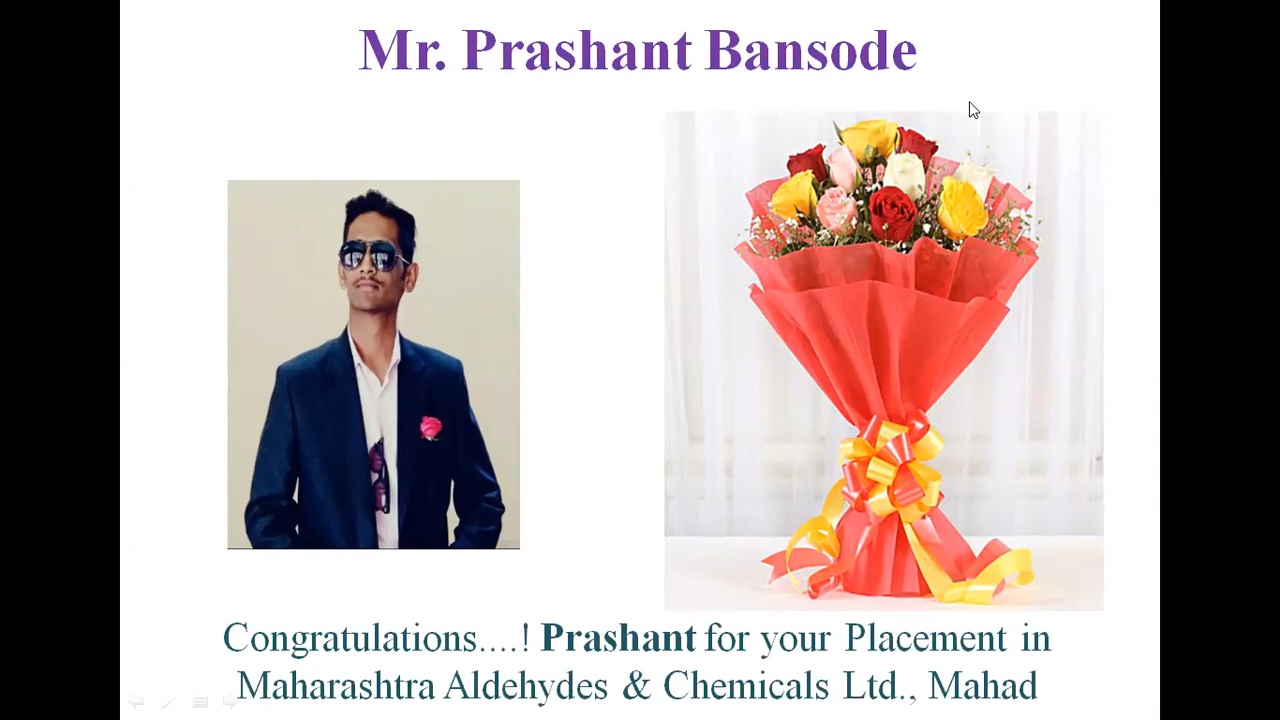 Mr. Prashant Bansode
Congratulations....! Prashant for your Placement in
Maharashtra Aldehydes & Chemicals Ltd., Mahad